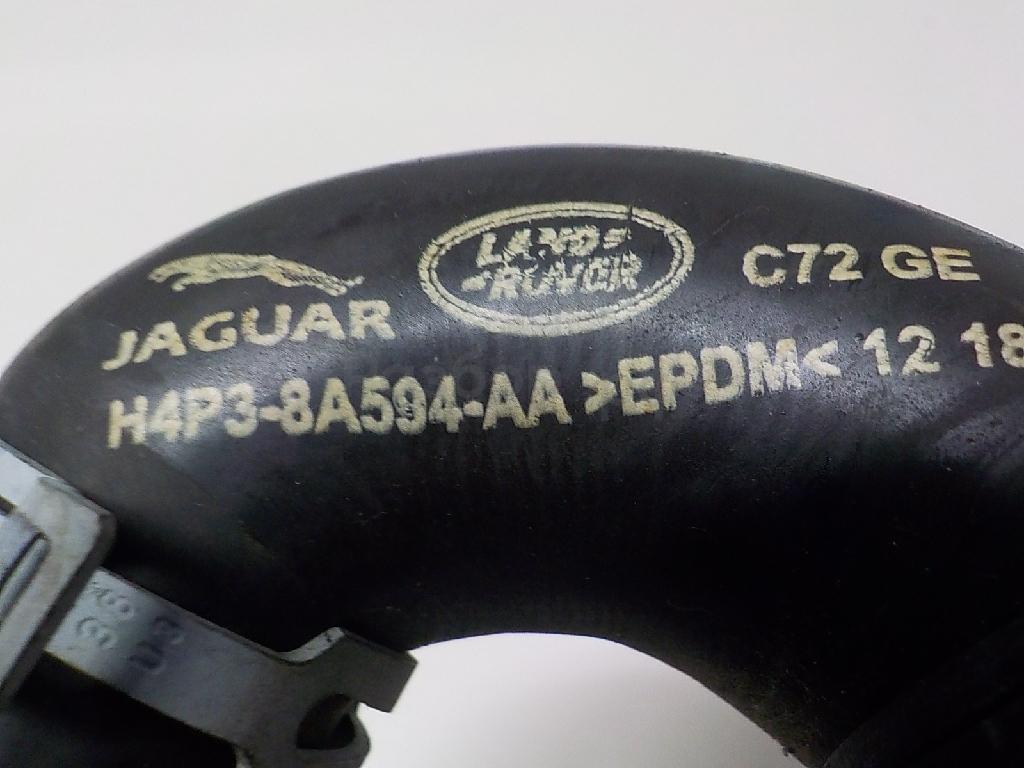 LAND-
-ROVER
C72 GE
JAGUAR
H4P3-8A594-AA >EPDM< 12 18